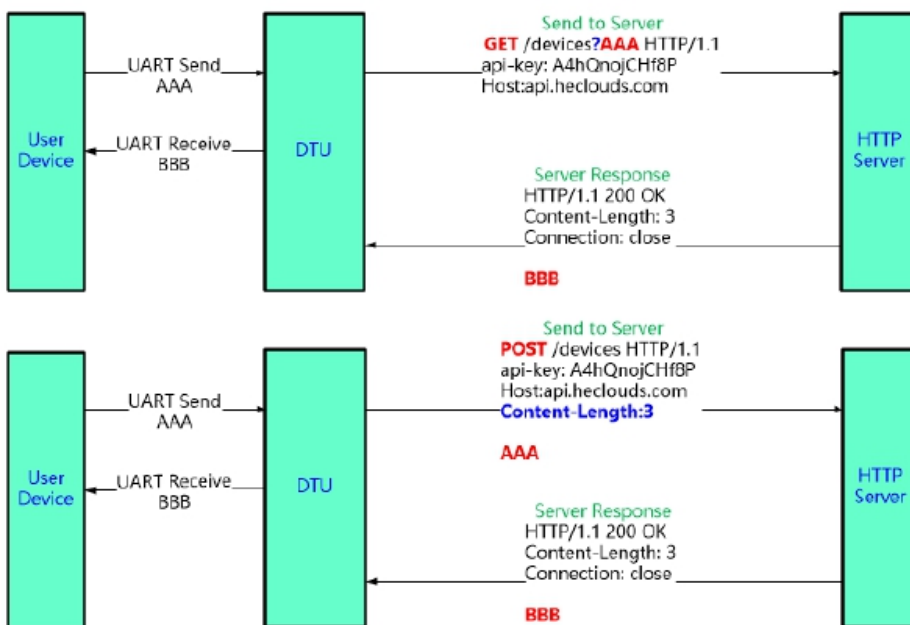 Send to Server
GET /devices?AAA HTTP/1.1
api-key: A4hQnojCHf8P
Host:api.heclouds.com
UART Send
AAA
User
Device
UART Receive
BBB
DTU
HTTP
Server
Server Response
HTTP/1.1 200 OK
Content-Length: 3
Connection: close
BBB
Send to Server
POST /devices HTTP/1.1
api-key: A4hQnojCHf8P
Host:api.heclouds.com
Content-Length:3
AAA
UART Send
AAA
User
Device
UART Receive
BBB
DTU
HTTP
Server
Server Response
HTTP/1.1 200 OK
Content-Length: 3
Connection: close
BBB